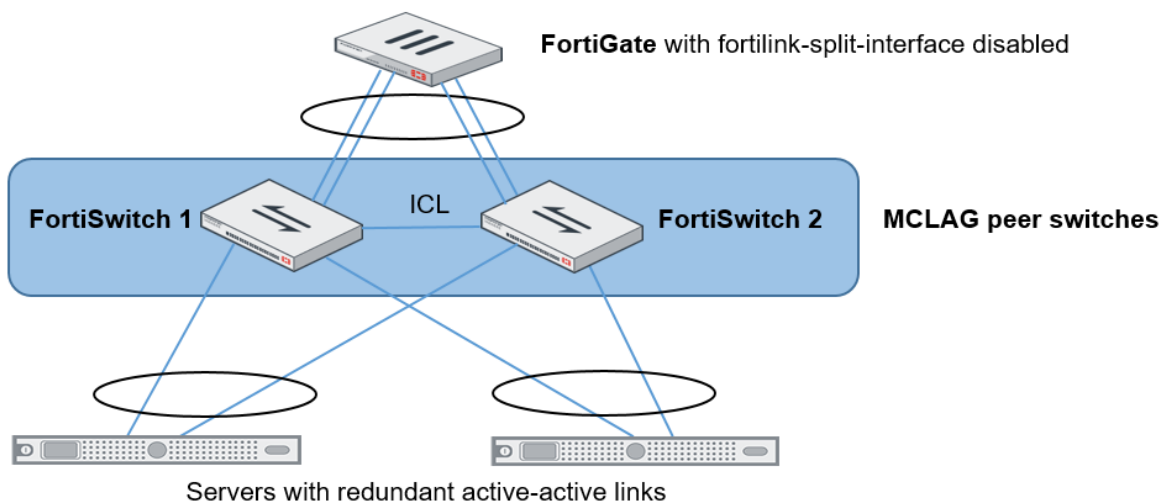 FortiGate with fortilink-split-interface disabled
ICL
FortiSwitch 1
FortiSwitch 2
MCLAG peer switches
Servers with redundant active-active links